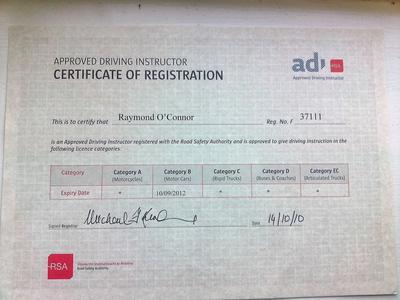 APPROVED DRIVING INSTRUCTOR
CERTIFICATE OF REGISTRATION
adi RSA
Approved Driving Instructor
This is to certify that Raymond O'Connor Reg. No. F 37111
is an Approved Driving Instructor registered with the Road Safety Authority and is approved to give driving instruction in the
following licence categories.
Category Category A Category B Category C Category D Category EC
(Motorcycles) (Motor Cars) (Rigid Trucks) (Buses & Coaches) (Articulated Trucks)
Expiry Date * 10/09/2012 * * *
Signed Registrar Michael Date 14/10/10
RSA
Road Safety Authority